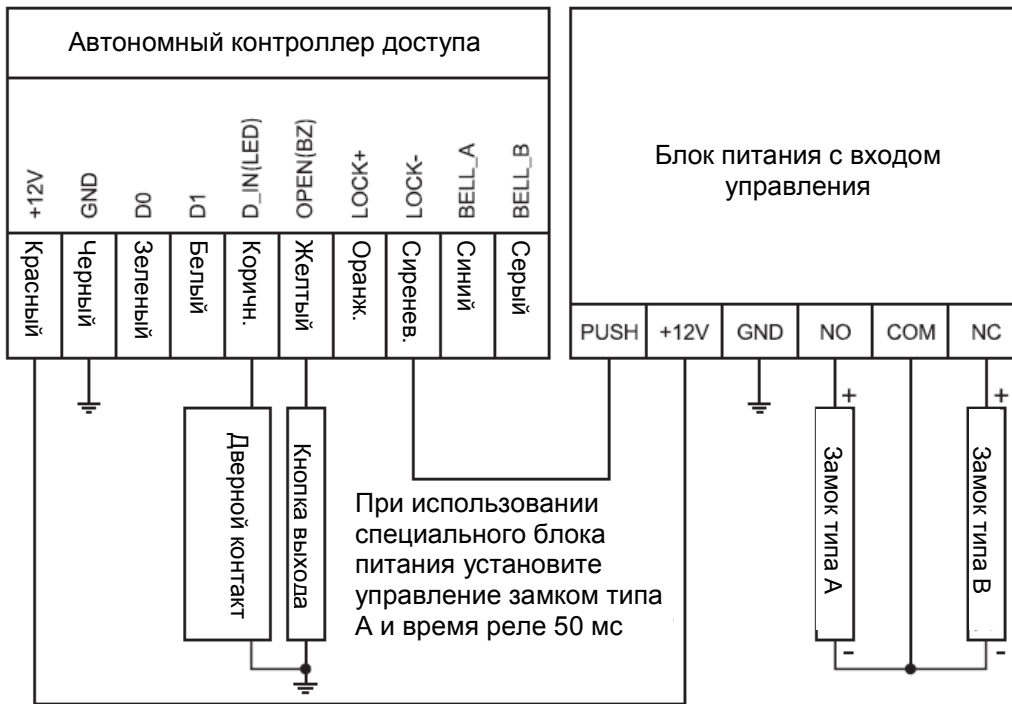 Автономный контроллер доступа
+12V
GND
D0
D1
D_IN(LED)
OPEN(BZ)
LOCK+
LOCK-
BELL_A
BELL_B
Красный
Черный
Зеленый
Белый
Коричн.
Желтый
Оранж.
Сиренев.
Синий
Серый
Блок питания с входом
управления
PUSH
+12V
GND
NO
COM
NC
Дверной контакт
Кнопка выхода
При использовании
специального блока
питания установите
управление замком типа
А и время реле 50 мс
+
Замок типа А
-
+
Замок типа В
-